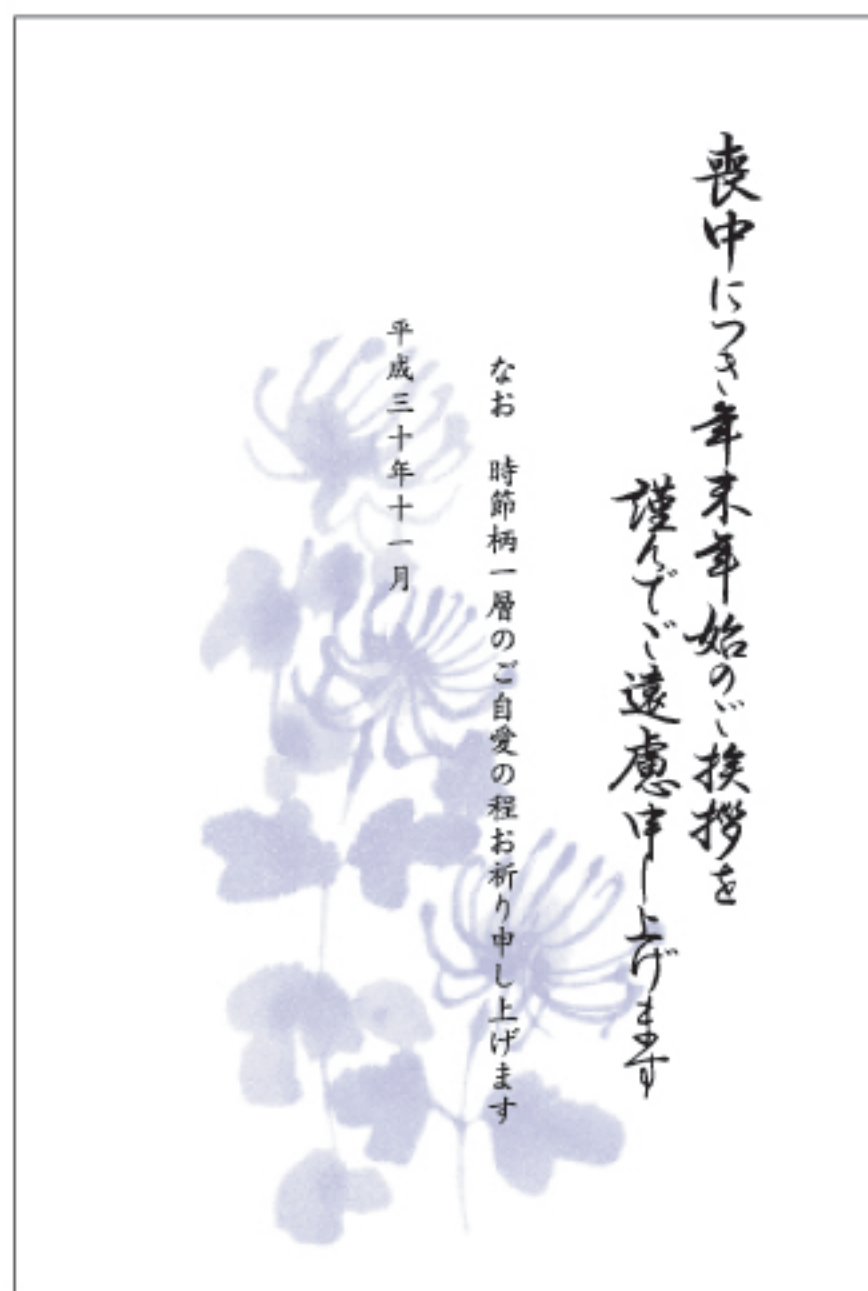 喪中につき年末年始のご挨拶を
謹んでご遠慮申し上げます
なお　時節柄一層のご自愛の程お祈り申し上げます
平成三十年十一月